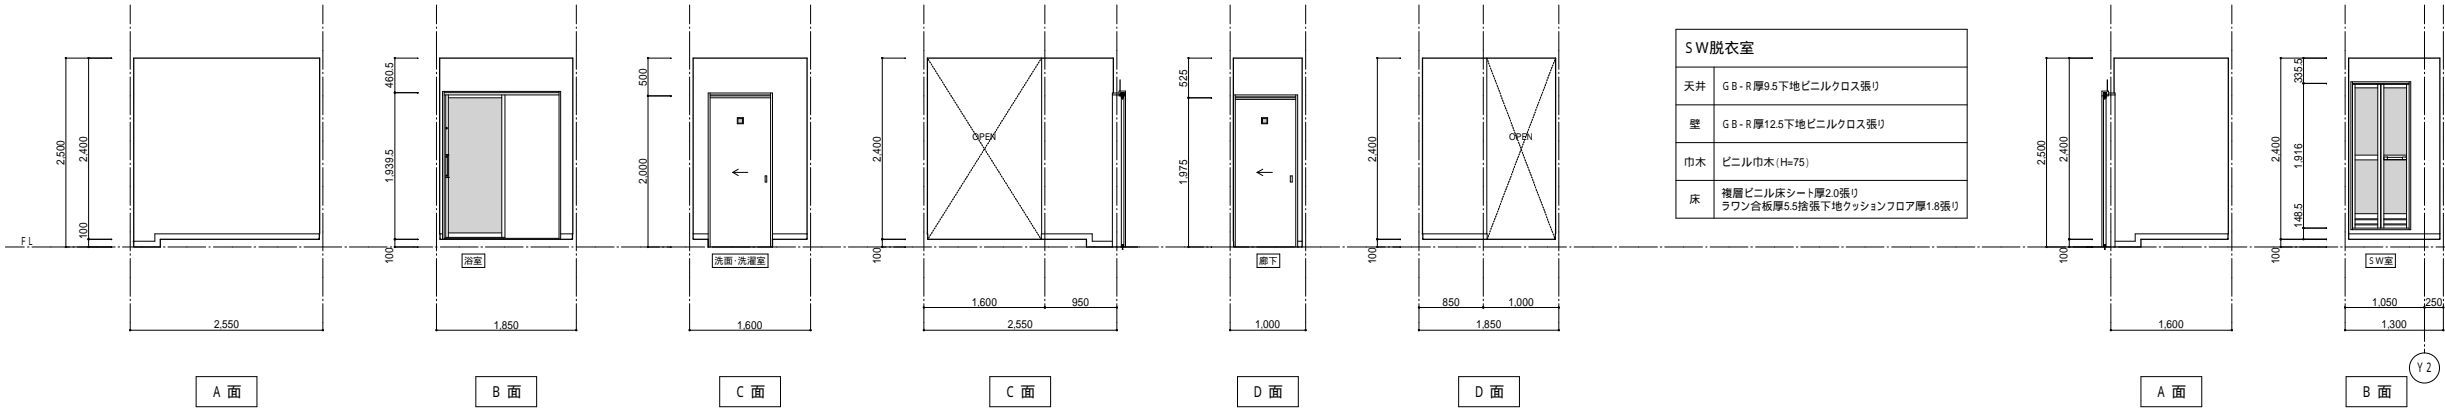 FL
2,500
2,400
100
2,550
A 面
460.5
1,939.5
100
浴室
1,850
B 面
500
2,000
洗面・洗濯室
1,600
C 面
2,400
100
OPEN
1,600
950
2,550
C 面
525
1,975
廊下
1,000
D 面
2,400
100
OPEN
850
1,000
1,850
D 面
SW脱衣室
天井 GB-R厚9.5下地ビニルクロス張り
壁 GB-R厚12.5下地ビニルクロス張り
巾木 ビニル巾木(H=75)
床 複層ビニル床シート厚2.0張り
ラワン合板厚5.5捨張下地クッションフロア厚1.8張り
2,500
2,400
100
1,600
A 面
2,400
100
335.5
1,916
148.5
SW室
1,050
250
1,300
Y2
B 面